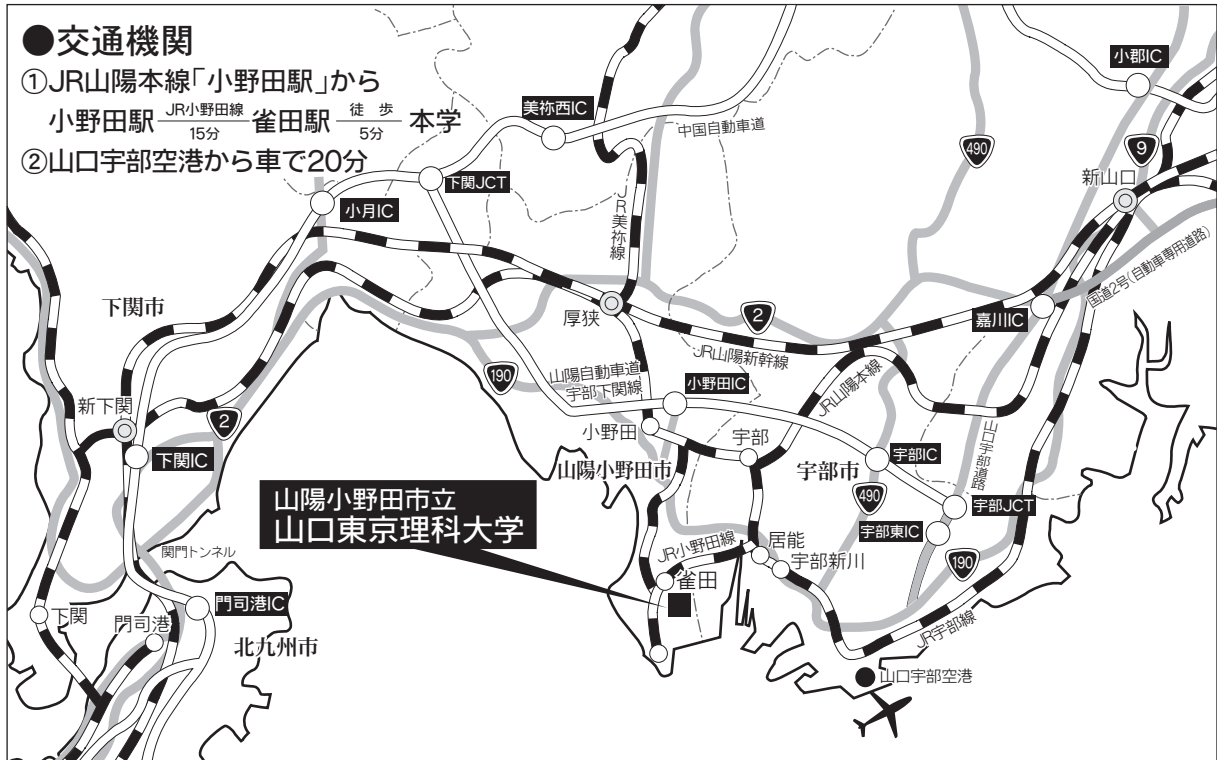 ●交通機関
①JR山陽本線「小野田駅」から
小野田駅 JR小野田線 15分 雀田駅 徒歩 5分 本学
②山口宇部空港から車で20分
小郡IC
美祢西IC
中国自動車道
490
9
新山口
下関JCT
小月IC
JR美祢線
国道2号(自動車専用道路)
下関市
厚狭
2
嘉川IC
JR山陽新幹線
190
山陽自動車道
宇部下関線
小野田IC
JR山陽本線
新下関
2
小野田
宇部
山口宇部道路
下関IC
山陽小野田市
宇部市
宇部IC
490
宇部JCT
山陽小野田市立
山口東京理科大学
宇部東IC
関門トンネル
JR小野田線
居能
宇部新川
190
雀田
下関
門司港
門司港IC
JR宇部線
北九州市
山口宇部空港